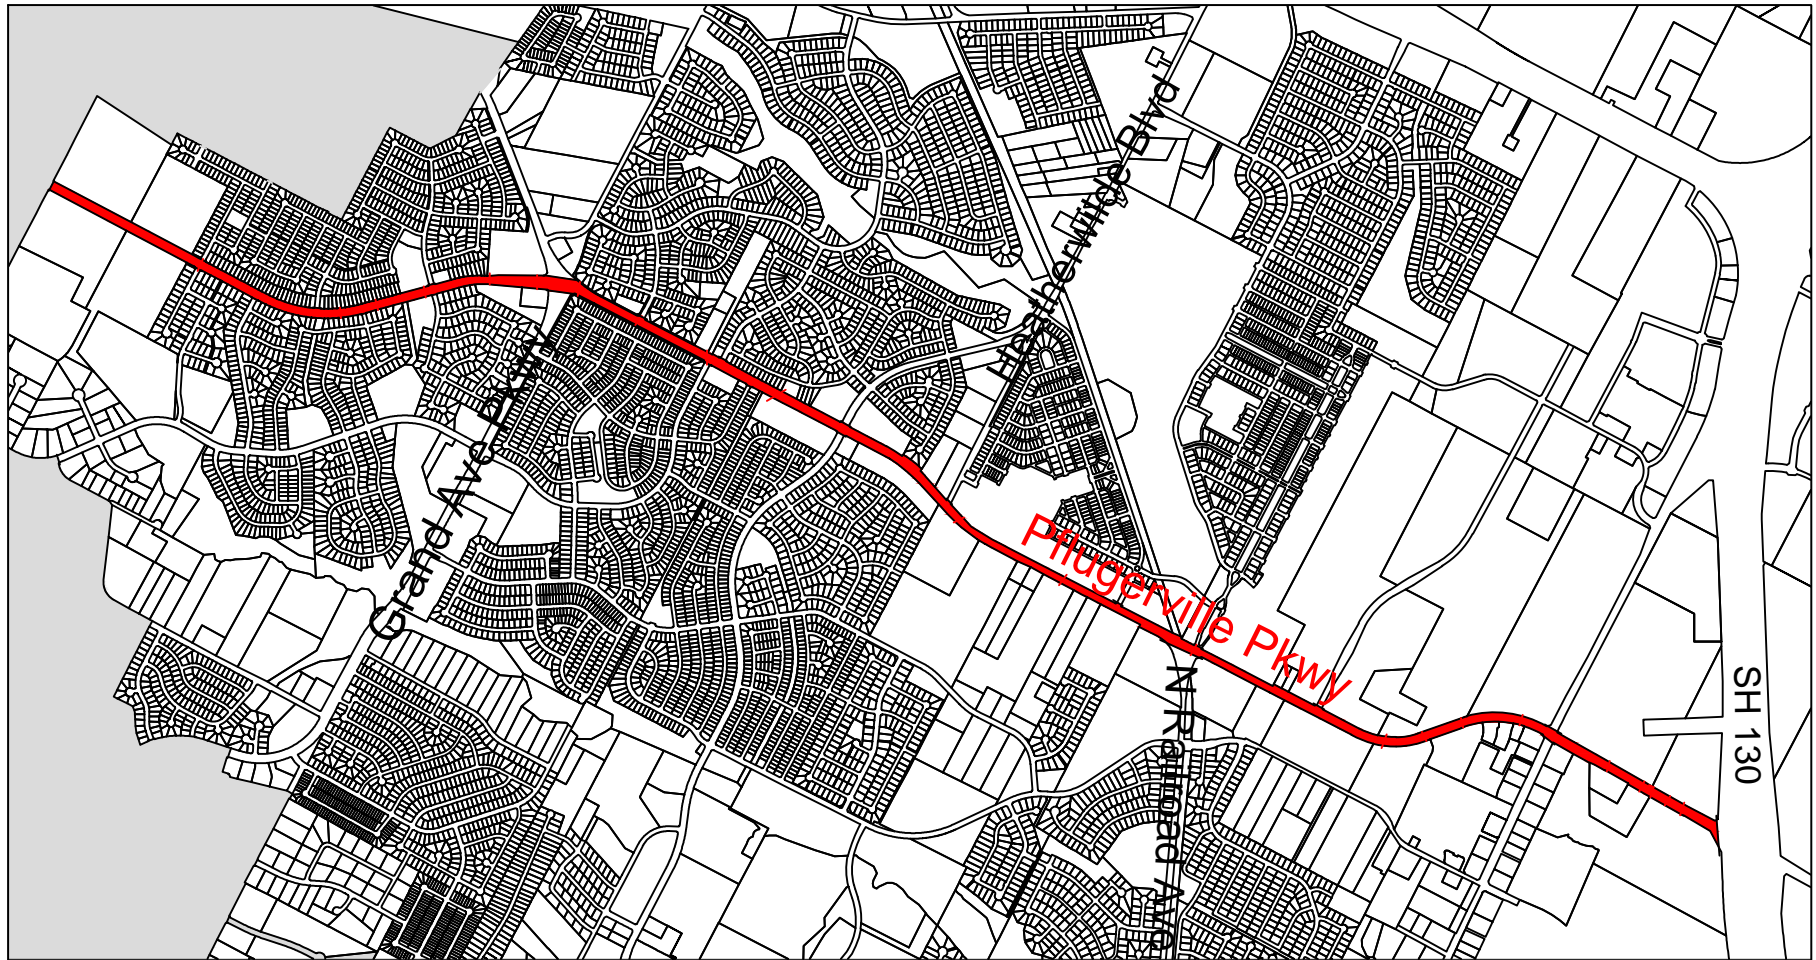 Heatherwilde Blvd
Grand Ave Pkwy
Pflugerville Pkwy
N Railroad Ave
SH 130